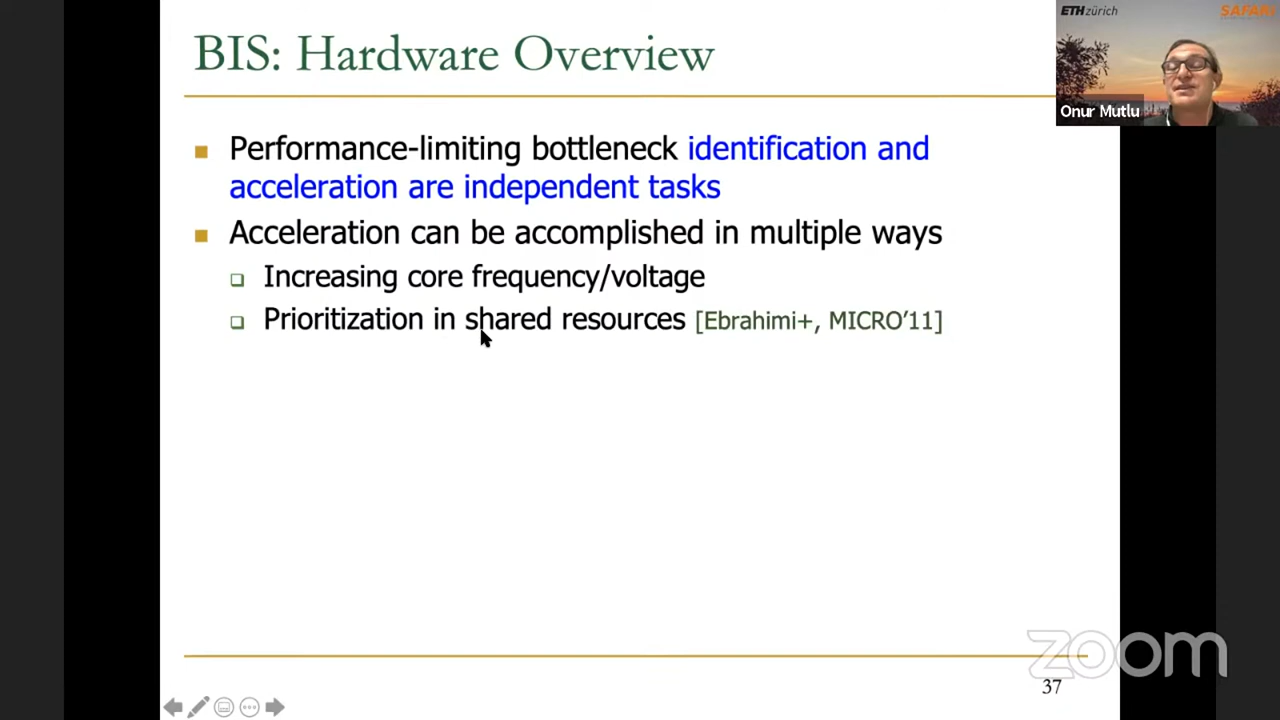 BIS: Hardware Overview
Performance-limiting bottleneck identification and
acceleration are independent tasks
Acceleration can be accomplished in multiple ways
Increasing core frequency/voltage
Prioritization in shared resources [Ebrahimi+, MICRO'11]
37
ETH zürich
SAFARI
Onur Mutlu
zoom